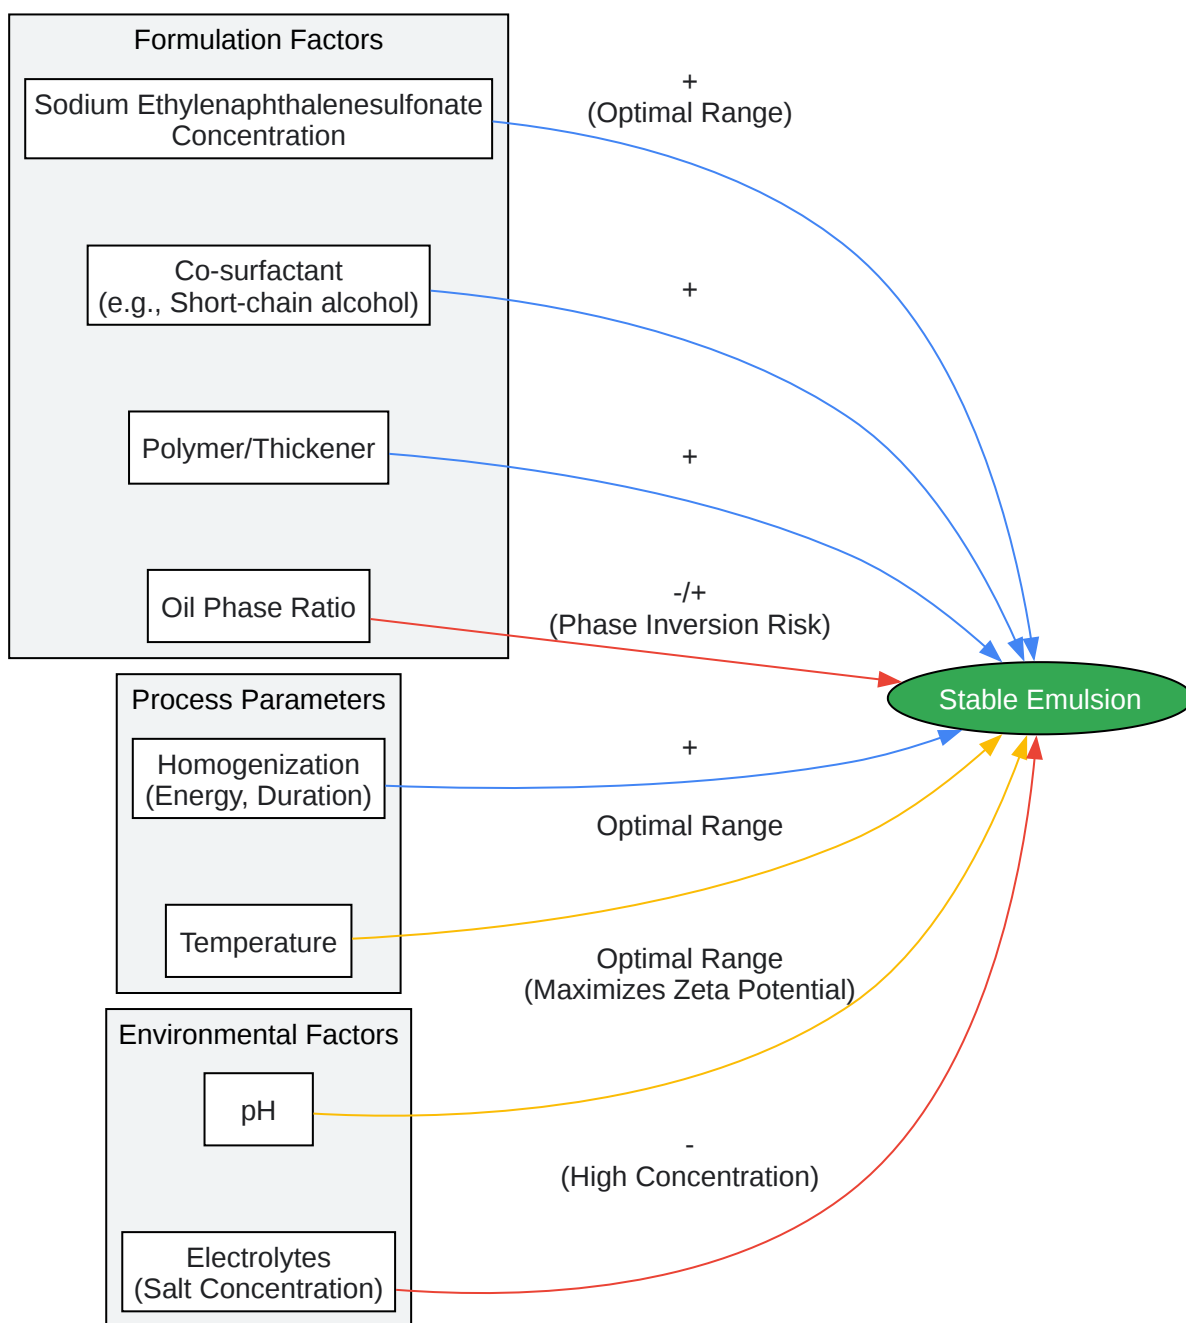 Formulation Factors
Sodium Ethylenaphthalenesulfonate
Concentration
+
(Optimal Range)
Co-surfactant
(e.g., Short-chain alcohol)
+
Polymer/Thickener
+
Oil Phase Ratio
-/+
(Phase Inversion Risk)
Stable Emulsion
Process Parameters
Homogenization
(Energy, Duration)
+
Temperature
Optimal Range
Environmental Factors
pH
Optimal Range
(Maximizes Zeta Potential)
Electrolytes
(Salt Concentration)
-
(High Concentration)